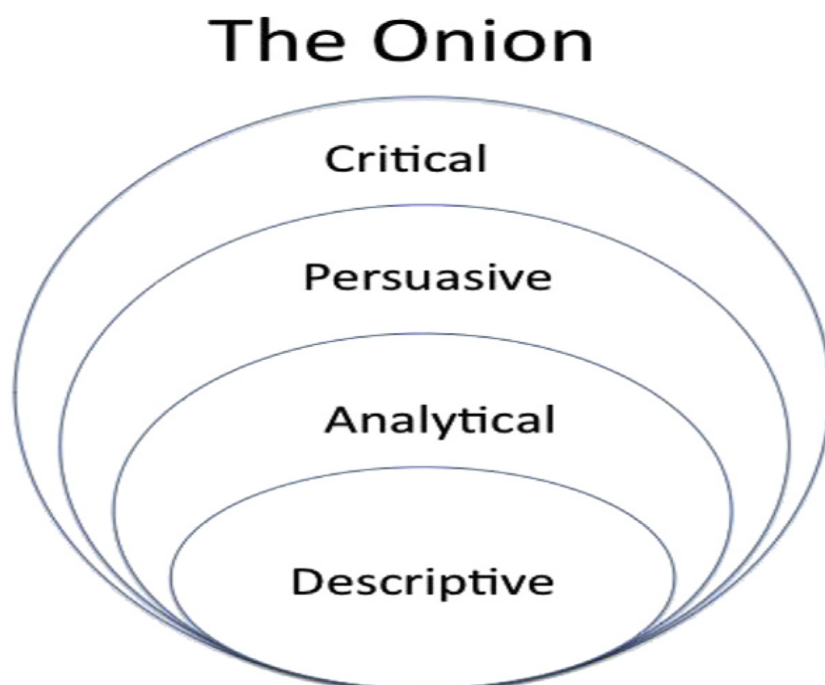 The Onion
Critical
Persuasive
Analytical
Descriptive